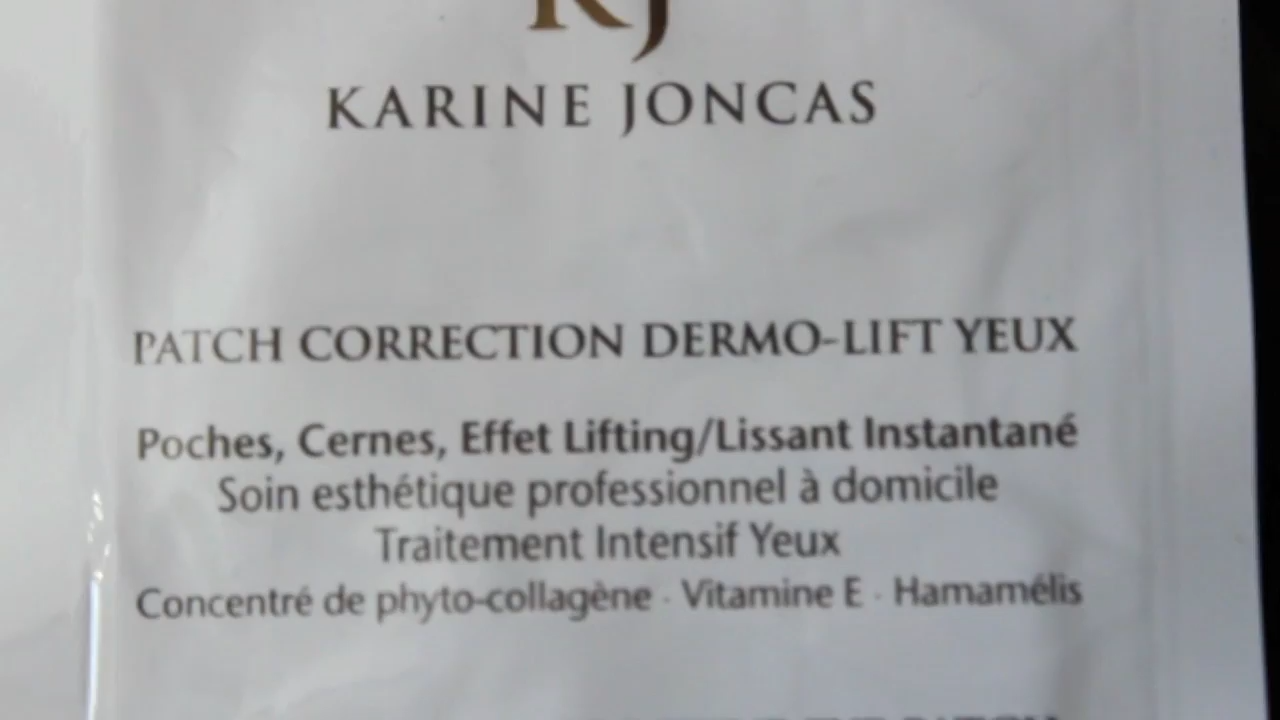 KJ
KARINE JONCAS
PATCH CORRECTION DERMO-LIFT YEUX
Poches, Cernes, Effet Lifting/Lissant Instantané
Soin esthétique professionnel à domicile
Traitement Intensif Yeux
Concentré de phyto-collagène · Vitamine E · Hamamélis